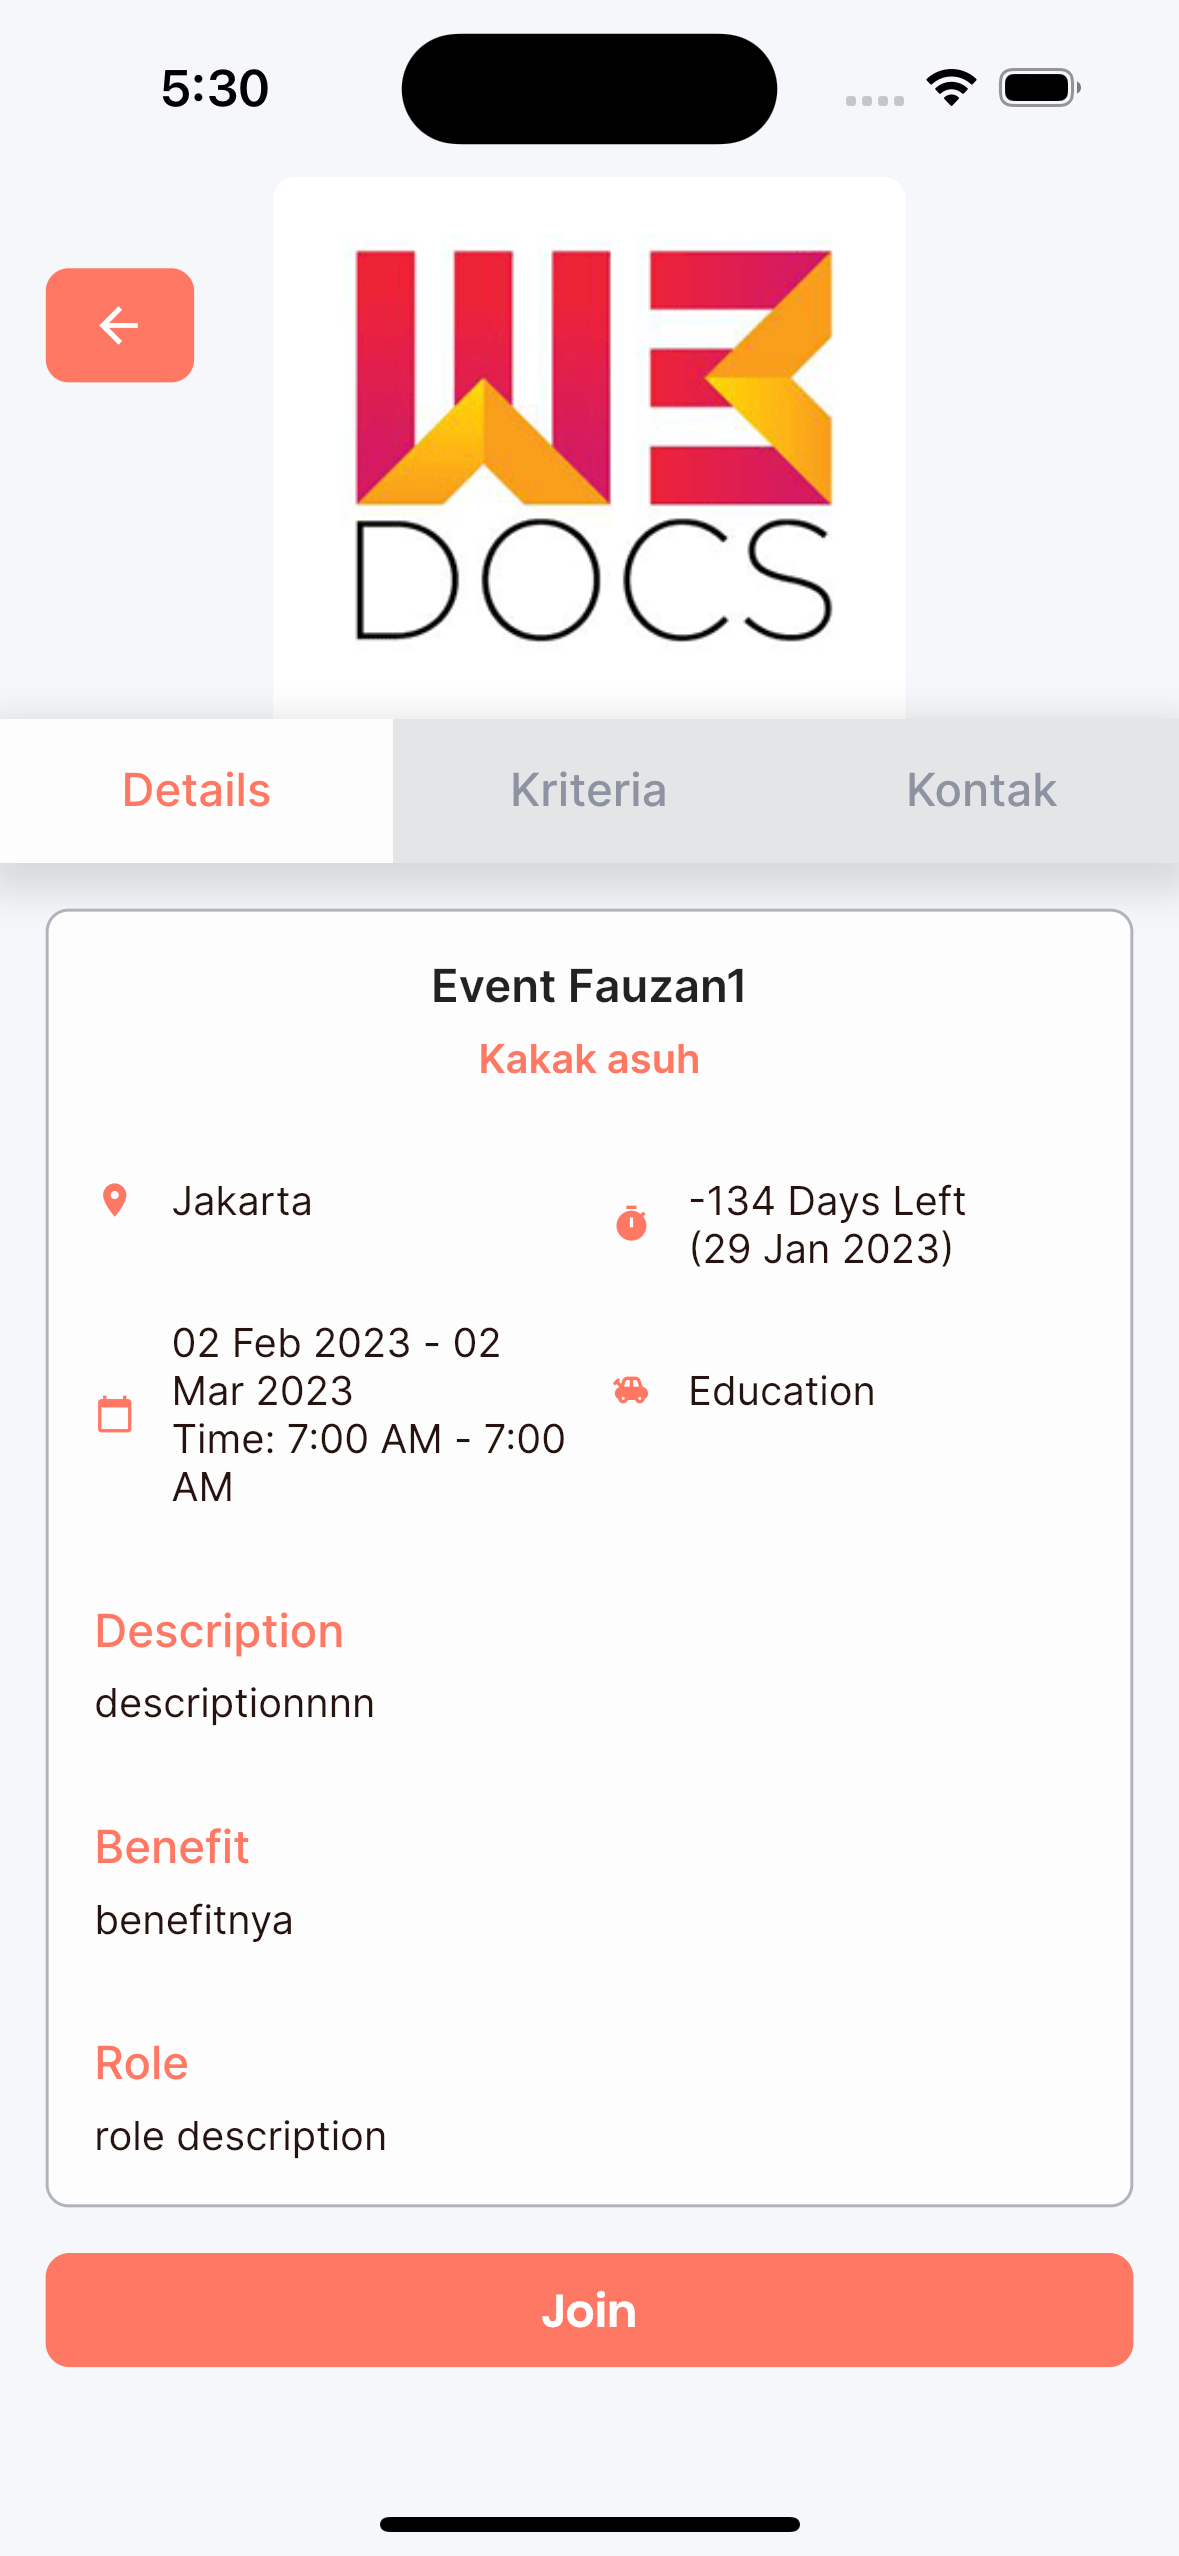 5:30
WE
DOCS
Details
Kriteria
Kontak
Event Fauzan1
Kakak asuh
Jakarta
-134 Days Left
(29 Jan 2023)
02 Feb 2023 - 02
Mar 2023
Time: 7:00 AM - 7:00
AM
Education
Description
descriptionnnn
Benefit
benefitnya
Role
role description
Join